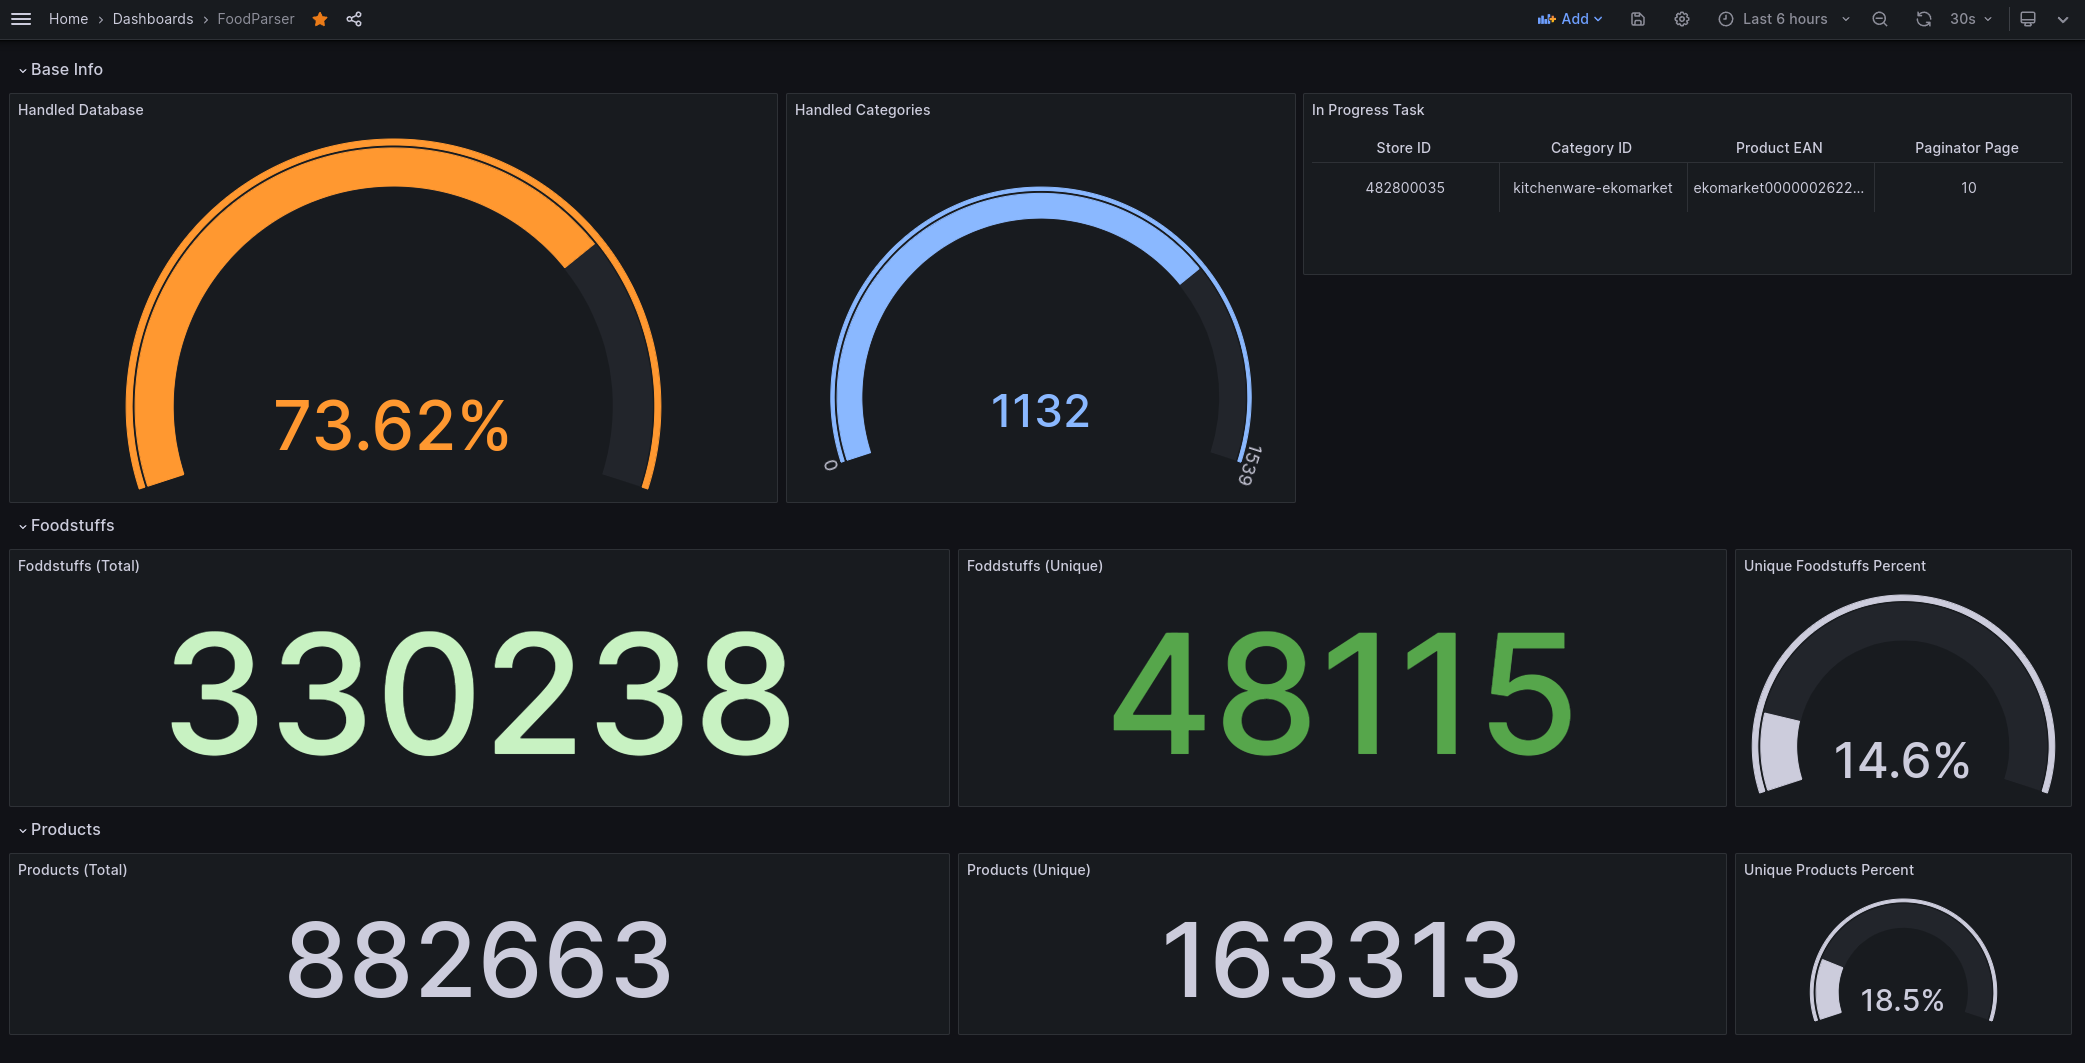 Home › Dashboards › FoodParser
Add
Last 6 hours
30s
Base Info
Handled Database
73.62%
Handled Categories
1132
0
1539
In Progress Task
Store ID Category ID Product EAN Paginator Page
482800035 kitchenware-ekomarket ekomarket0000002622... 10
Foodstuffs
Foddstuffs (Total)
330238
Foddstuffs (Unique)
48115
Unique Foodstuffs Percent
14.6%
Products
Products (Total)
882663
Products (Unique)
163313
Unique Products Percent
18.5%